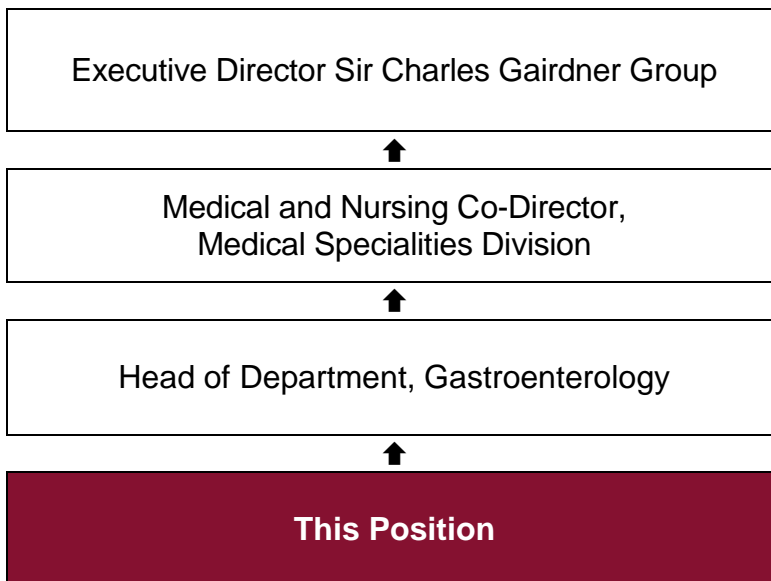 Executive Director Sir Charles Gairdner Group
Medical and Nursing Co-Director,
Medical Specialities Division
Head of Department, Gastroenterology
This Position